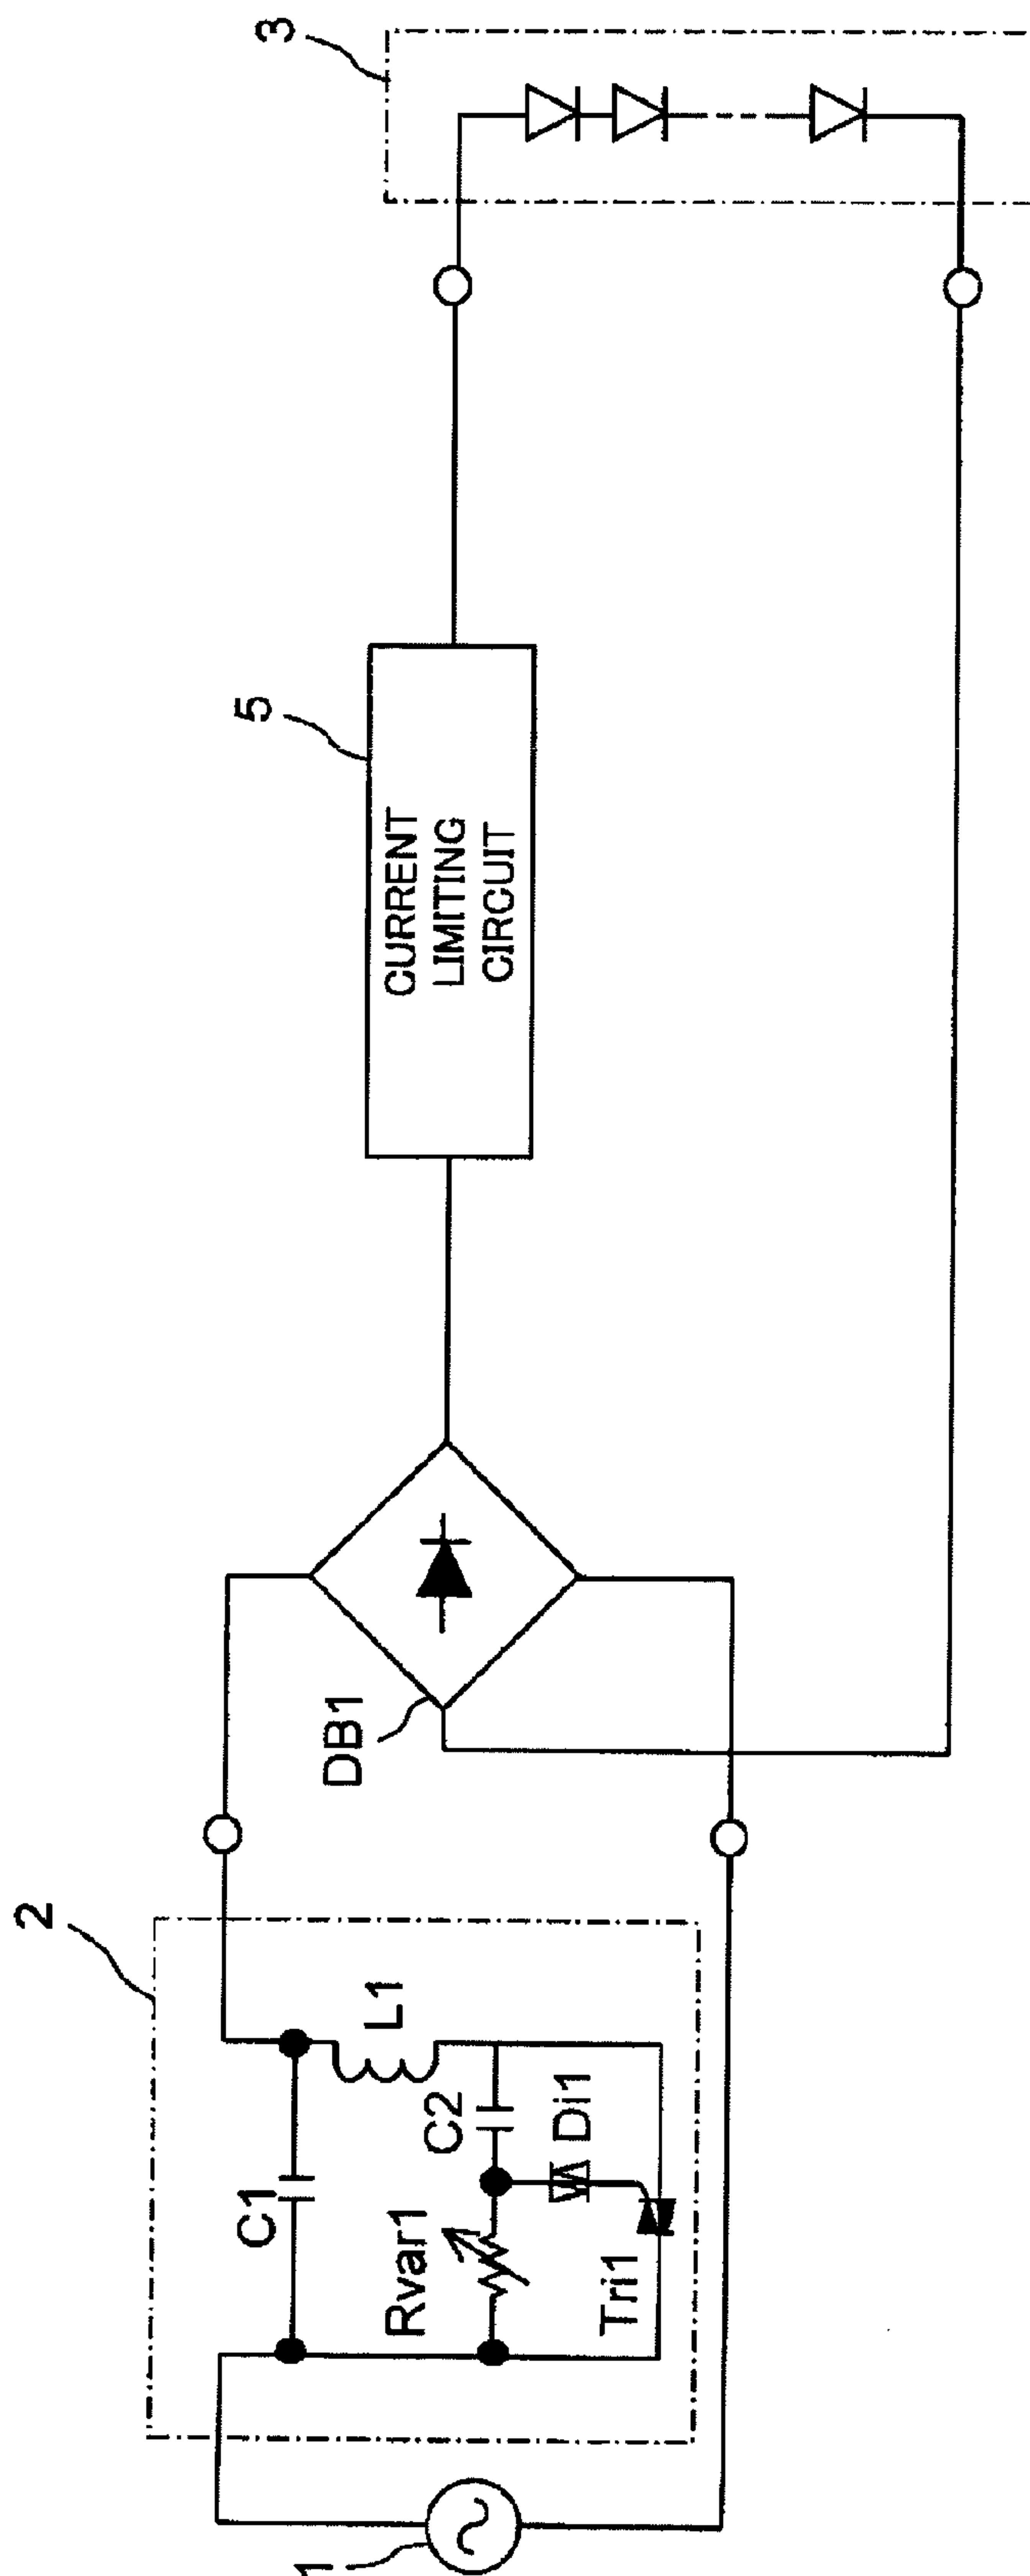 1
2
C1
L1
Rvar1
C2
Di1
Tri1
DB1
5
CURRENT
LIMITING
CIRCUIT
3